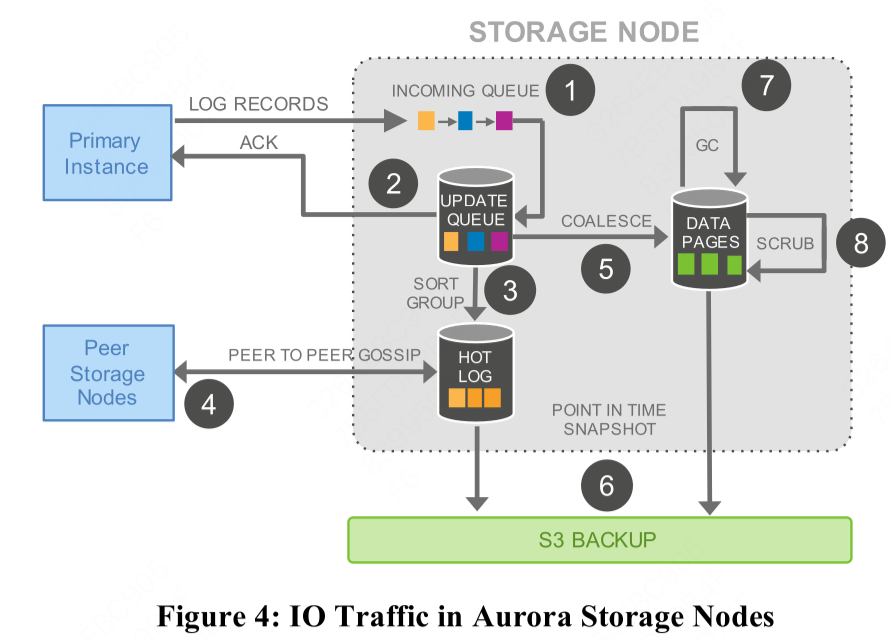 STORAGE NODE
INCOMING QUEUE
1
7
LOG RECORDS
Primary
Instance
ACK
GC
2
UPDATE
QUEUE
COALESCE
DATA
PAGES
SCRUB
8
5
SORT
GROUP
3
Peer
Storage
Nodes
PEER TO PEER GOSSIP
4
HOT
LOG
POINT IN TIME
SNAPSHOT
6
S3 BACKUP
Figure 4: IO Traffic in Aurora Storage Nodes